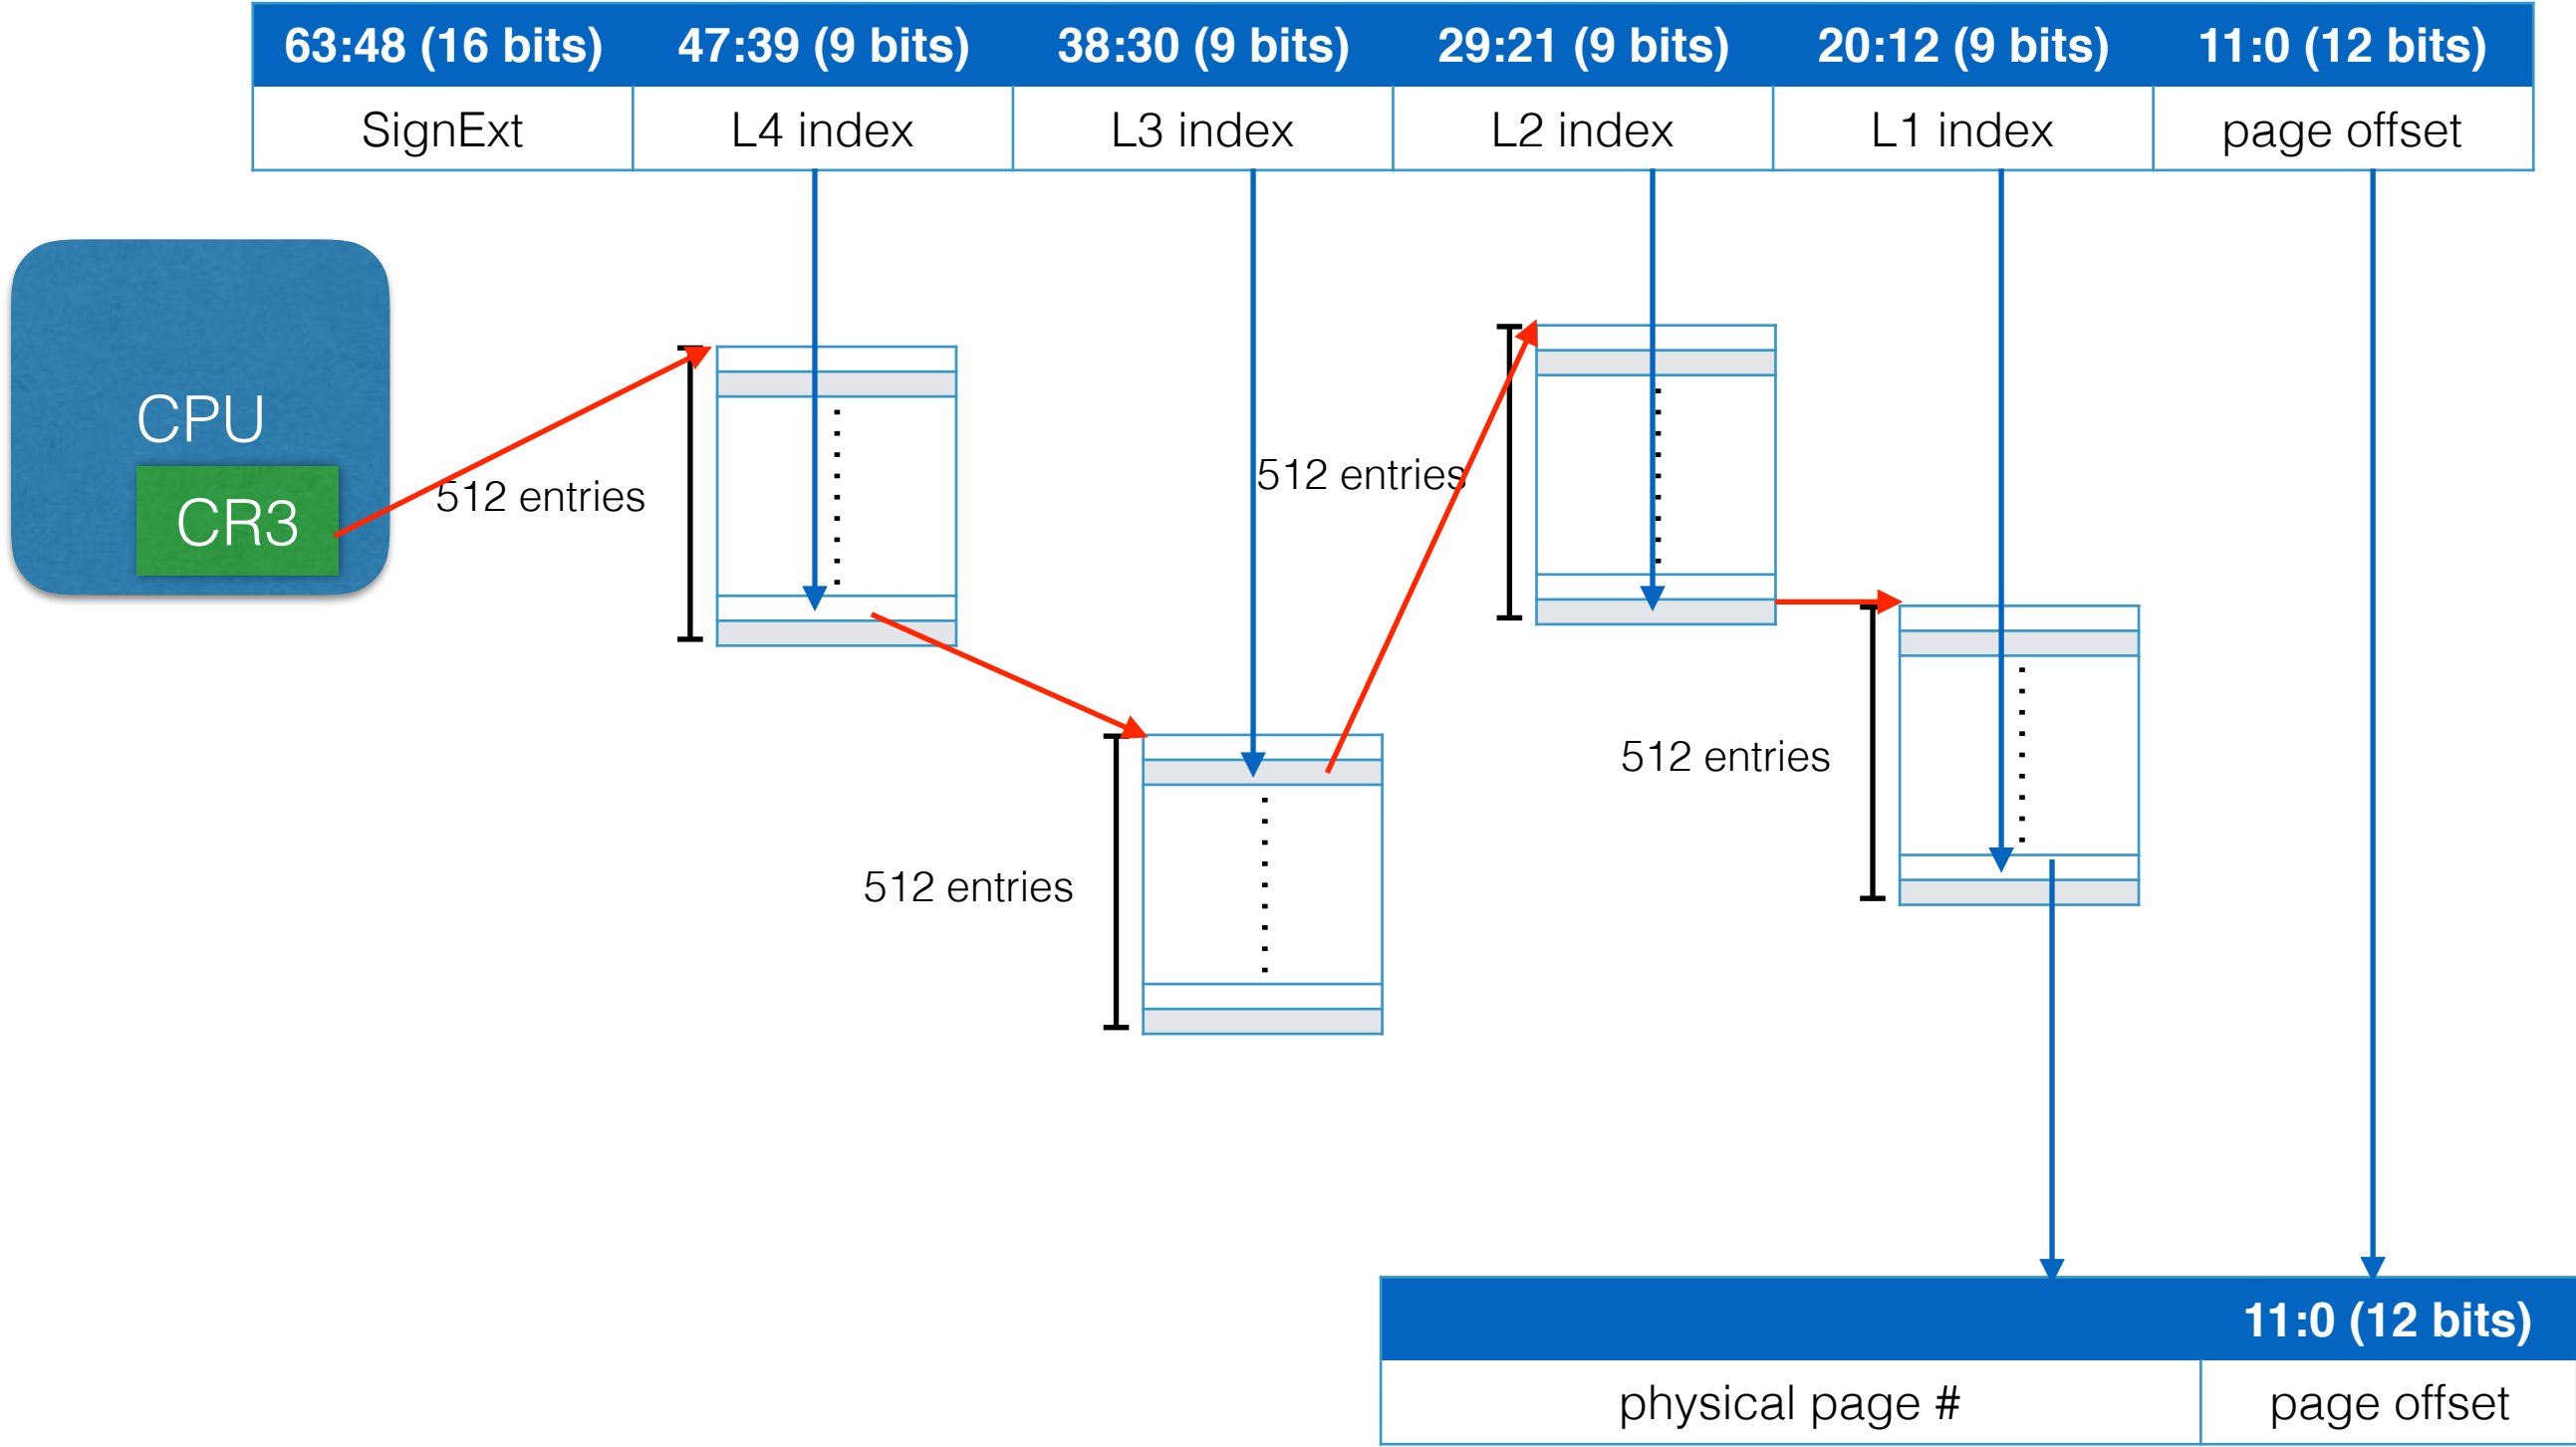 63:48 (16 bits) 47:39 (9 bits) 38:30 (9 bits) 29:21 (9 bits) 20:12 (9 bits) 11:0 (12 bits)
SignExt L4 index L3 index L2 index L1 index page offset
CPU
CR3
512 entries
512 entries
512 entries
512 entries
11:0 (12 bits)
physical page # page offset